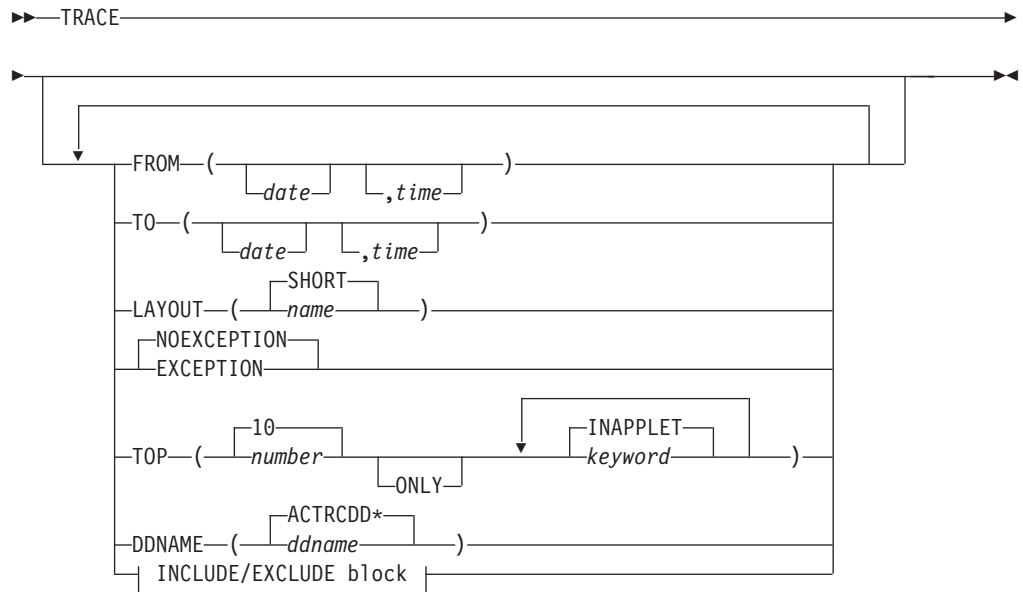 TRACE
FROM ( date ,time )
TO ( date ,time )
SHORT
LAYOUT ( name )
NOEXCEPTION
EXCEPTION
10 INAPPLET
TOP ( number keyword )
ONLY
ACTRCDD*
DDNAME ( ddname )
INCLUDE/EXCLUDE block